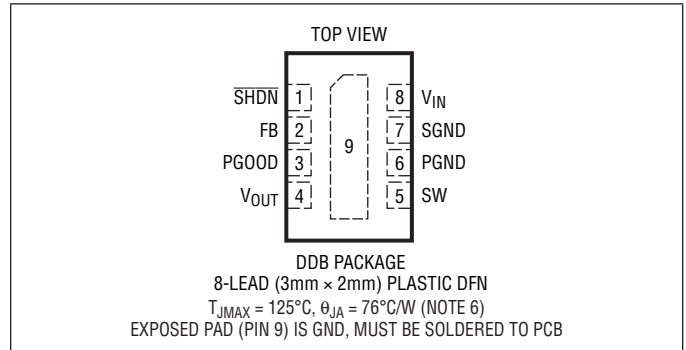 TOP VIEW
SHDN 1
FB 2
PGOOD 3
VOUT 4
9
8 VIN
7 SGND
6 PGND
5 SW
DDB PACKAGE
8-LEAD (3mm × 2mm) PLASTIC DFN
TJMAX = 125°C, θJA = 76°C/W (NOTE 6)
EXPOSED PAD (PIN 9) IS GND, MUST BE SOLDERED TO PCB